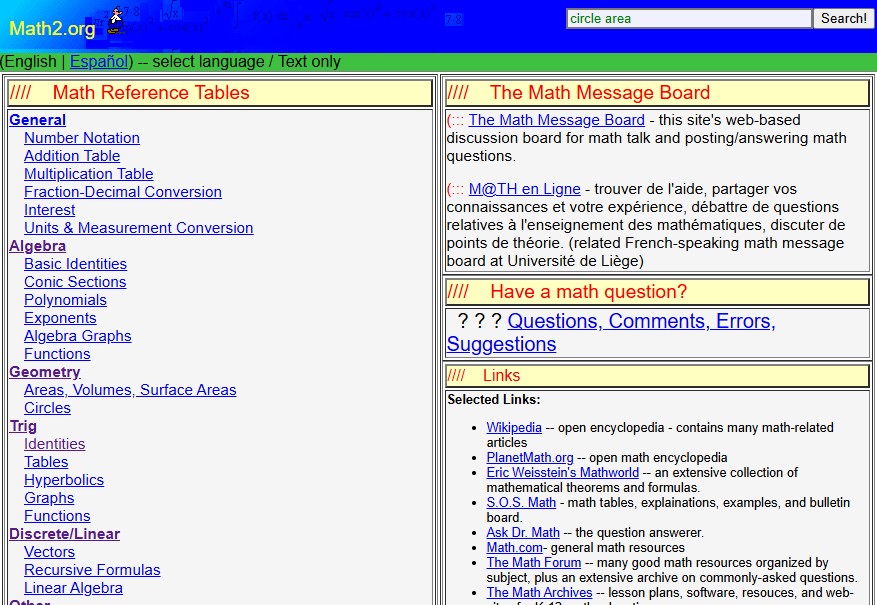 Math2.org
7·2
circle area
Search!
(English | Español) -- select language / Text only
//// Math Reference Tables
General
Number Notation
Addition Table
Multiplication Table
Fraction-Decimal Conversion
Interest
Units & Measurement Conversion
Algebra
Basic Identities
Conic Sections
Polynomials
Exponents
Algebra Graphs
Functions
Geometry
Areas, Volumes, Surface Areas
Circles
Trig
Identities
Tables
Hyperbolics
Graphs
Functions
Discrete/Linear
Vectors
Recursive Formulas
Linear Algebra
Other
//// The Math Message Board
(::: The Math Message Board - this site's web-based
discussion board for math talk and posting/answering math
questions.
(::: M@TH en Ligne - trouver de l'aide, partager vos
connaissances et votre expérience, débattre de questions
relatives à l'enseignement des mathématiques, discuter de
points de théorie. (related French-speaking math message
board at Université de Liège)
//// Have a math question?
? ? ? Questions, Comments, Errors,
Suggestions
//// Links
Selected Links:
• Wikipedia -- open encyclopedia - contains many math-related
articles
• PlanetMath.org -- open math encyclopedia
• Eric Weisstein's Mathworld -- an extensive collection of
mathematical theorems and formulas.
• S.O.S. Math - math tables, explainations, examples, and bulletin
board.
• Ask Dr. Math -- the question answerer.
• Math.com- general math resources
• The Math Forum -- many good math resources organized by
subject, plus an extensive archive on commonly-asked questions.
• The Math Archives -- lesson plans, software, resouces, and web-